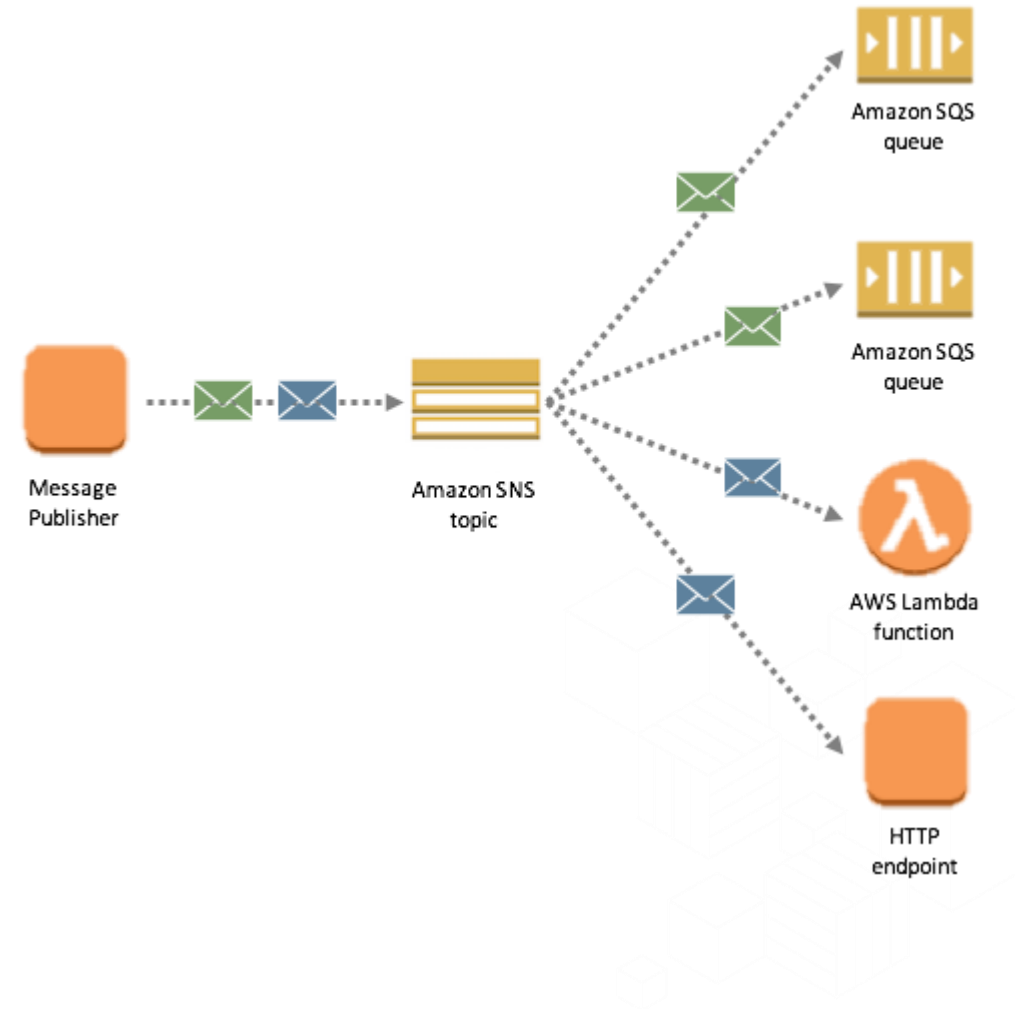 Amazon SQS
queue
Amazon SQS
queue
Message
Publisher
Amazon SNS
topic
AWS Lambda
function
HTTP
endpoint